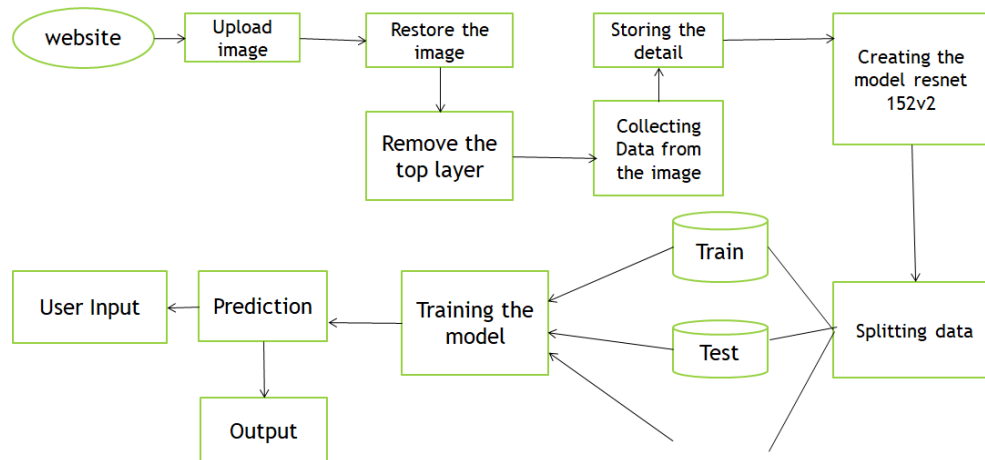 website
Upload
image
Restore the
image
Storing the
detail
Creating the
model resnet
152v2
Remove the
top layer
Collecting
Data from
the image
Train
User Input
Prediction
Training the
model
Test
Splitting data
Output